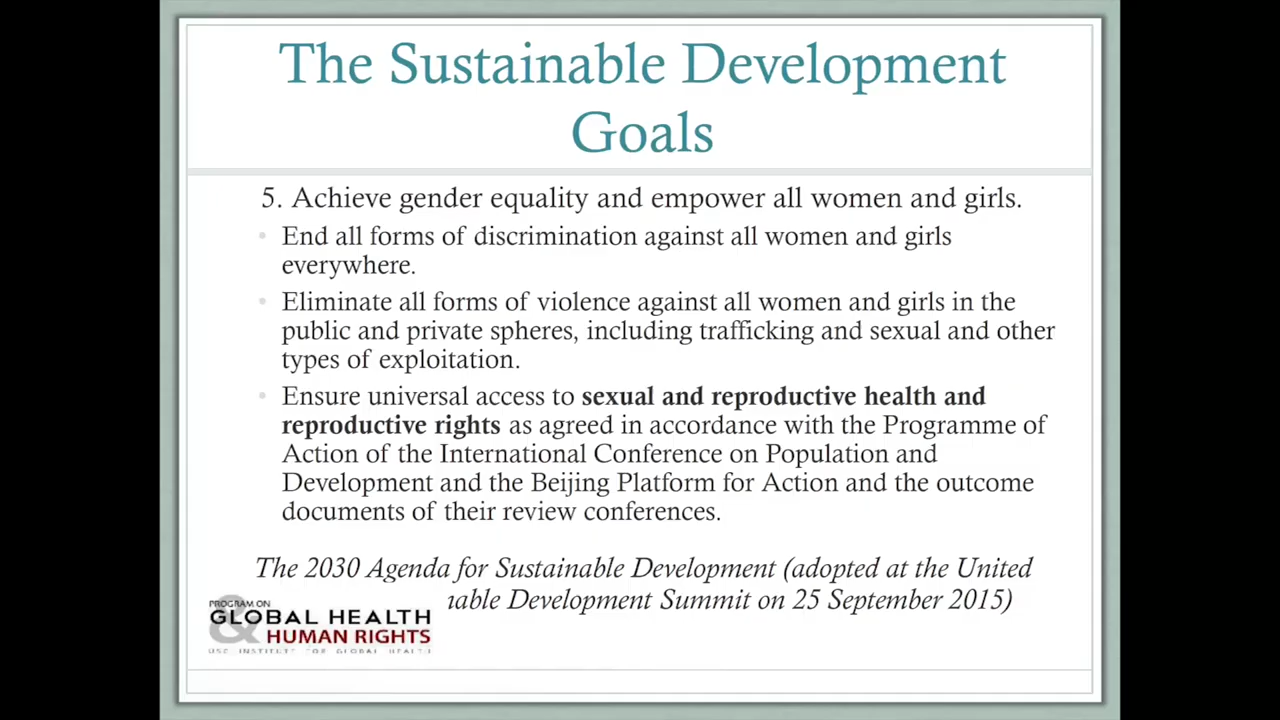 The Sustainable Development
Goals
5. Achieve gender equality and empower all women and girls.
• End all forms of discrimination against all women and girls
everywhere.
• Eliminate all forms of violence against all women and girls in the
public and private spheres, including trafficking and sexual and other
types of exploitation.
• Ensure universal access to sexual and reproductive health and
reproductive rights as agreed in accordance with the Programme of
Action of the International Conference on Population and
Development and the Beijing Platform for Action and the outcome
documents of their review conferences.
The 2030 Agenda for Sustainable Development (adopted at the United
Development Summit on 25 September 2015)
PROGRAM ON
GLOBAL HEALTH
& HUMAN RIGHTS
USC INSTITUTE FOR GLOBAL HEALTH